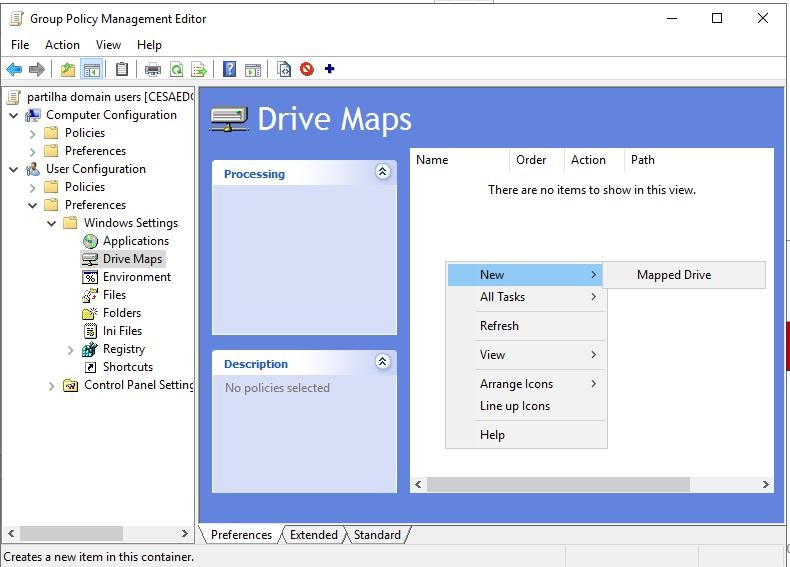 Group Policy Management Editor
File Action View Help
partilha domain users [CESAEDC
Computer Configuration
Policies
Preferences
User Configuration
Policies
Preferences
Windows Settings
Applications
Drive Maps
Environment
Files
Folders
Ini Files
Registry
Shortcuts
Control Panel Setting
Drive Maps
Processing
Description
No policies selected
Name Order Action Path
There are no items to show in this view.
New
Mapped Drive
All Tasks
Refresh
View
Arrange Icons
Line up Icons
Help
Preferences Extended Standard
Creates a new item in this container.